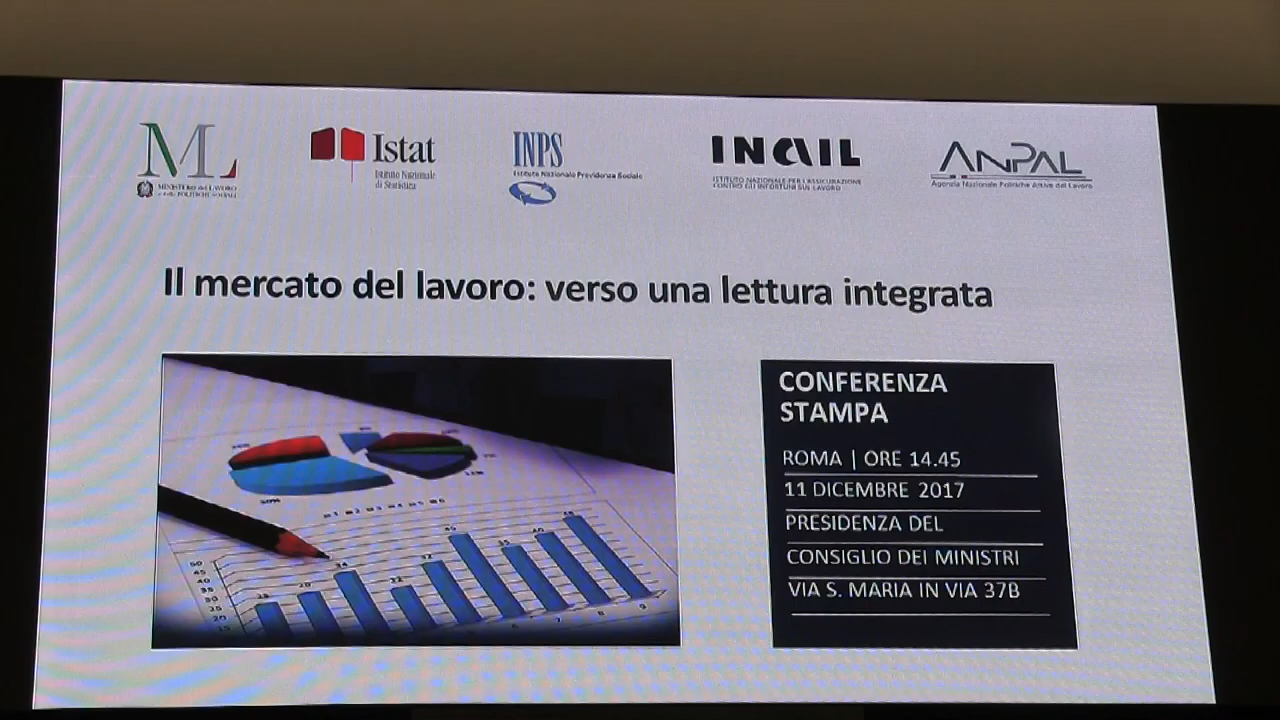 ML
MINISTERO del LAVORO
e delle POLITICHE SOCIALI
Istat
Istituto Nazionale
di Statistica
INPS
Istituto Nazionale Previdenza Sociale
INAIL
ISTITUTO NAZIONALE PER L'ASSICURAZIONE
CONTRO GLI INFORTUNI SUL LAVORO
ANPAL
Agenzia Nazionale Politiche Attive del Lavoro
Il mercato del lavoro: verso una lettura integrata
CONFERENZA
STAMPA
ROMA | ORE 14.45
11 DICEMBRE 2017
PRESIDENZA DEL
CONSIGLIO DEI MINISTRI
VIA S. MARIA IN VIA 37B